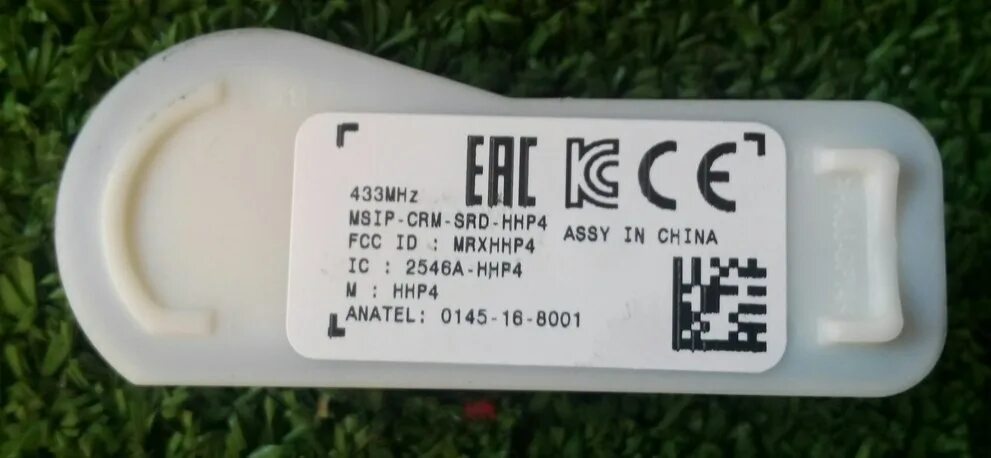 EAC KC CE
433MHz
MSIP-CRM-SRD-HHP4
FCC ID : MRXHHP4
ASSY IN CHINA
IC : 2546A-HHP4
M : HHP4
ANATEL: 0145-16-8001